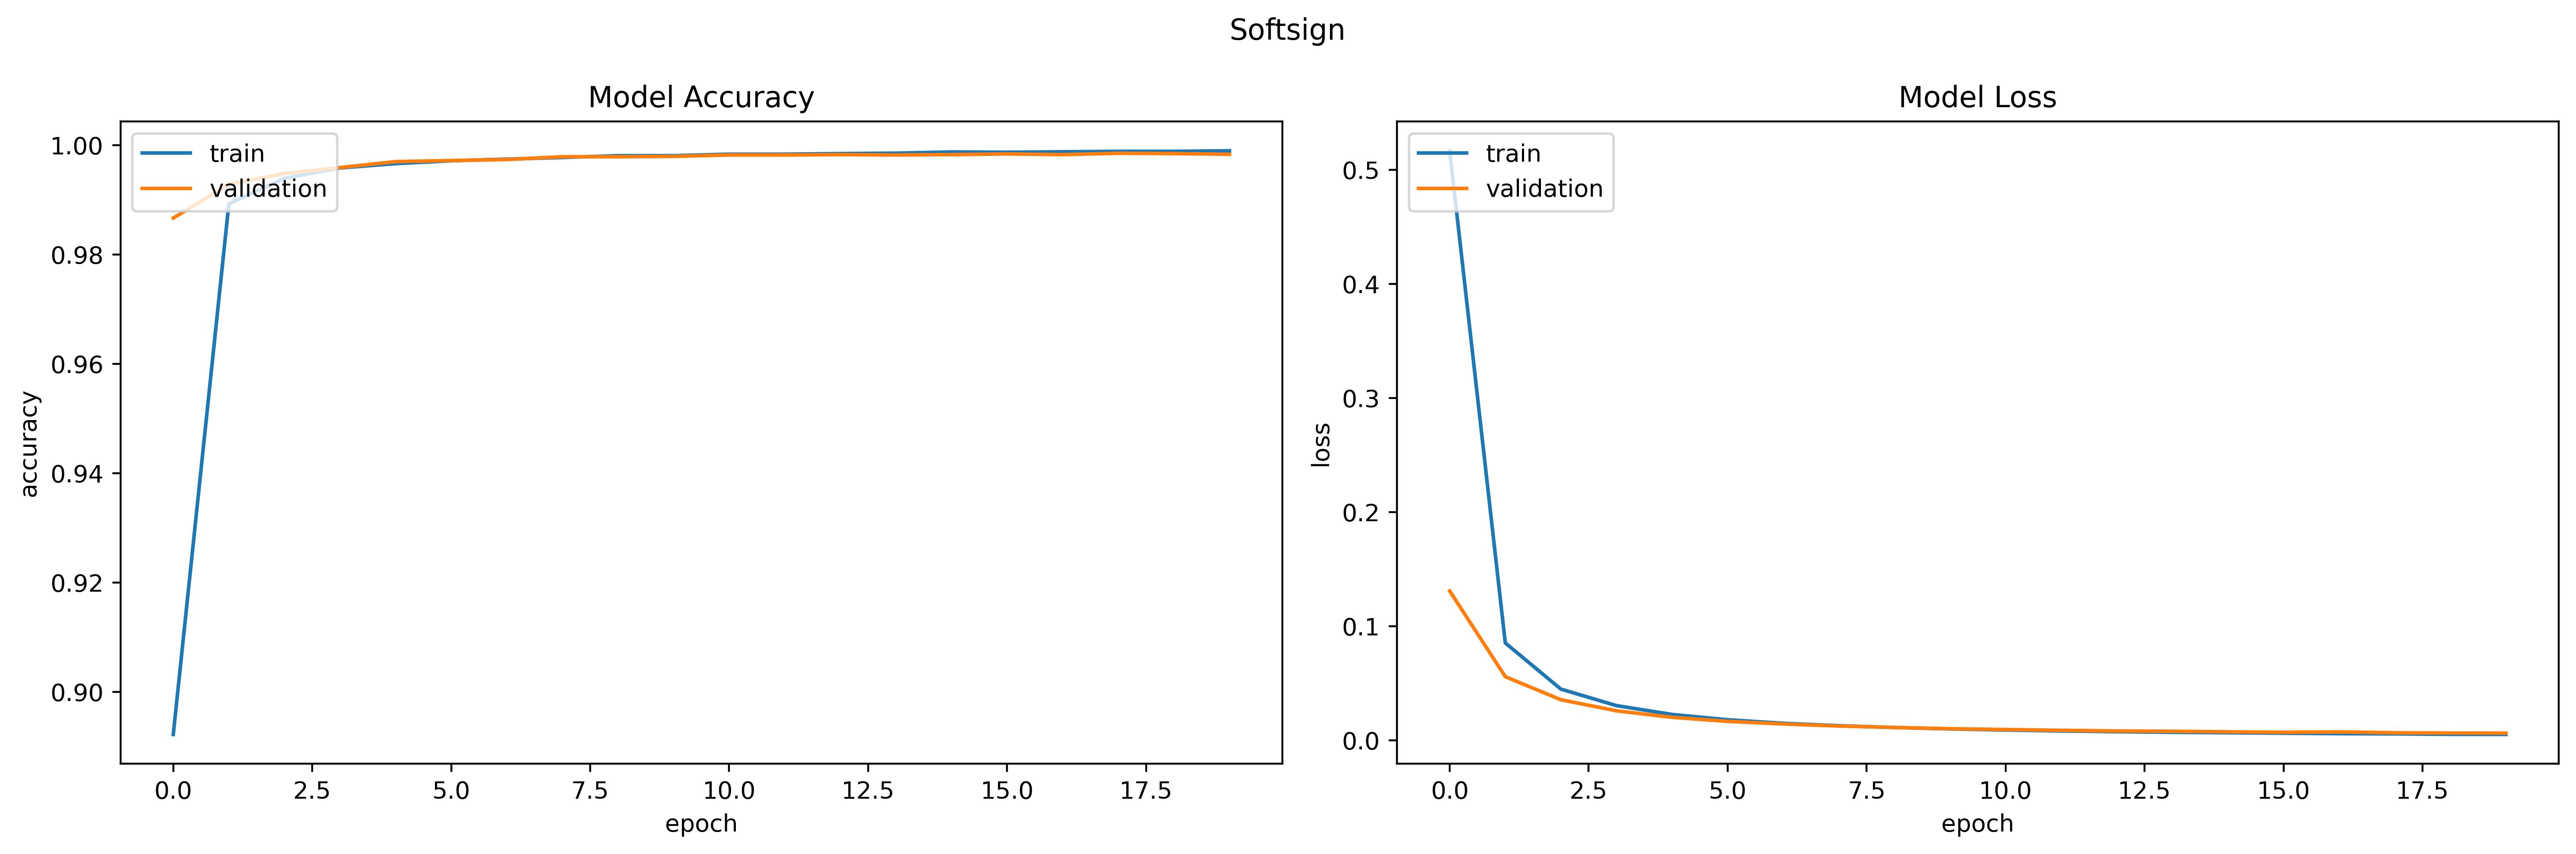 Softsign
Model Accuracy
1.00
0.98
0.96
0.94
0.92
0.90
accuracy
train
validation
0.0 2.5 5.0 7.5 10.0 12.5 15.0 17.5
epoch
Model Loss
0.5
0.4
0.3
0.2
0.1
0.0
loss
train
validation
0.0 2.5 5.0 7.5 10.0 12.5 15.0 17.5
epoch